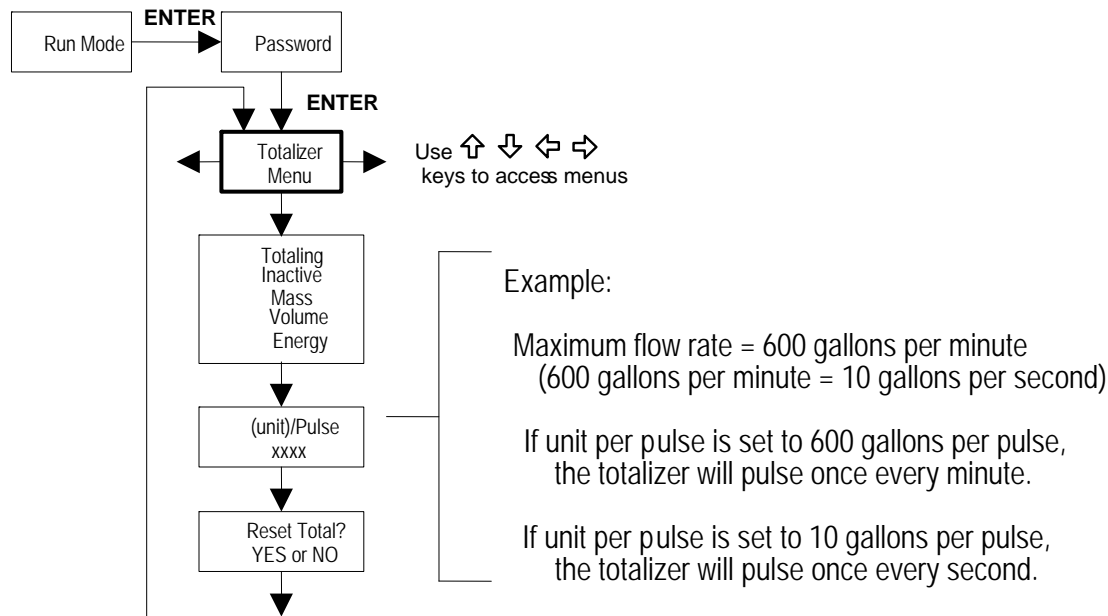 ENTER
Run Mode
Password
ENTER
Totalizer
Menu
Use ⇧ ⇩ ⇦ ⇨
keys to access menus
Totaling
Inactive
Mass
Volume
Energy
(unit)/Pulse
xxxx
Reset Total?
YES or NO
Example:
Maximum flow rate = 600 gallons per minute
(600 gallons per minute = 10 gallons per second)
If unit per pulse is set to 600 gallons per pulse,
the totalizer will pulse once every minute.
If unit per pulse is set to 10 gallons per pulse,
the totalizer will pulse once every second.